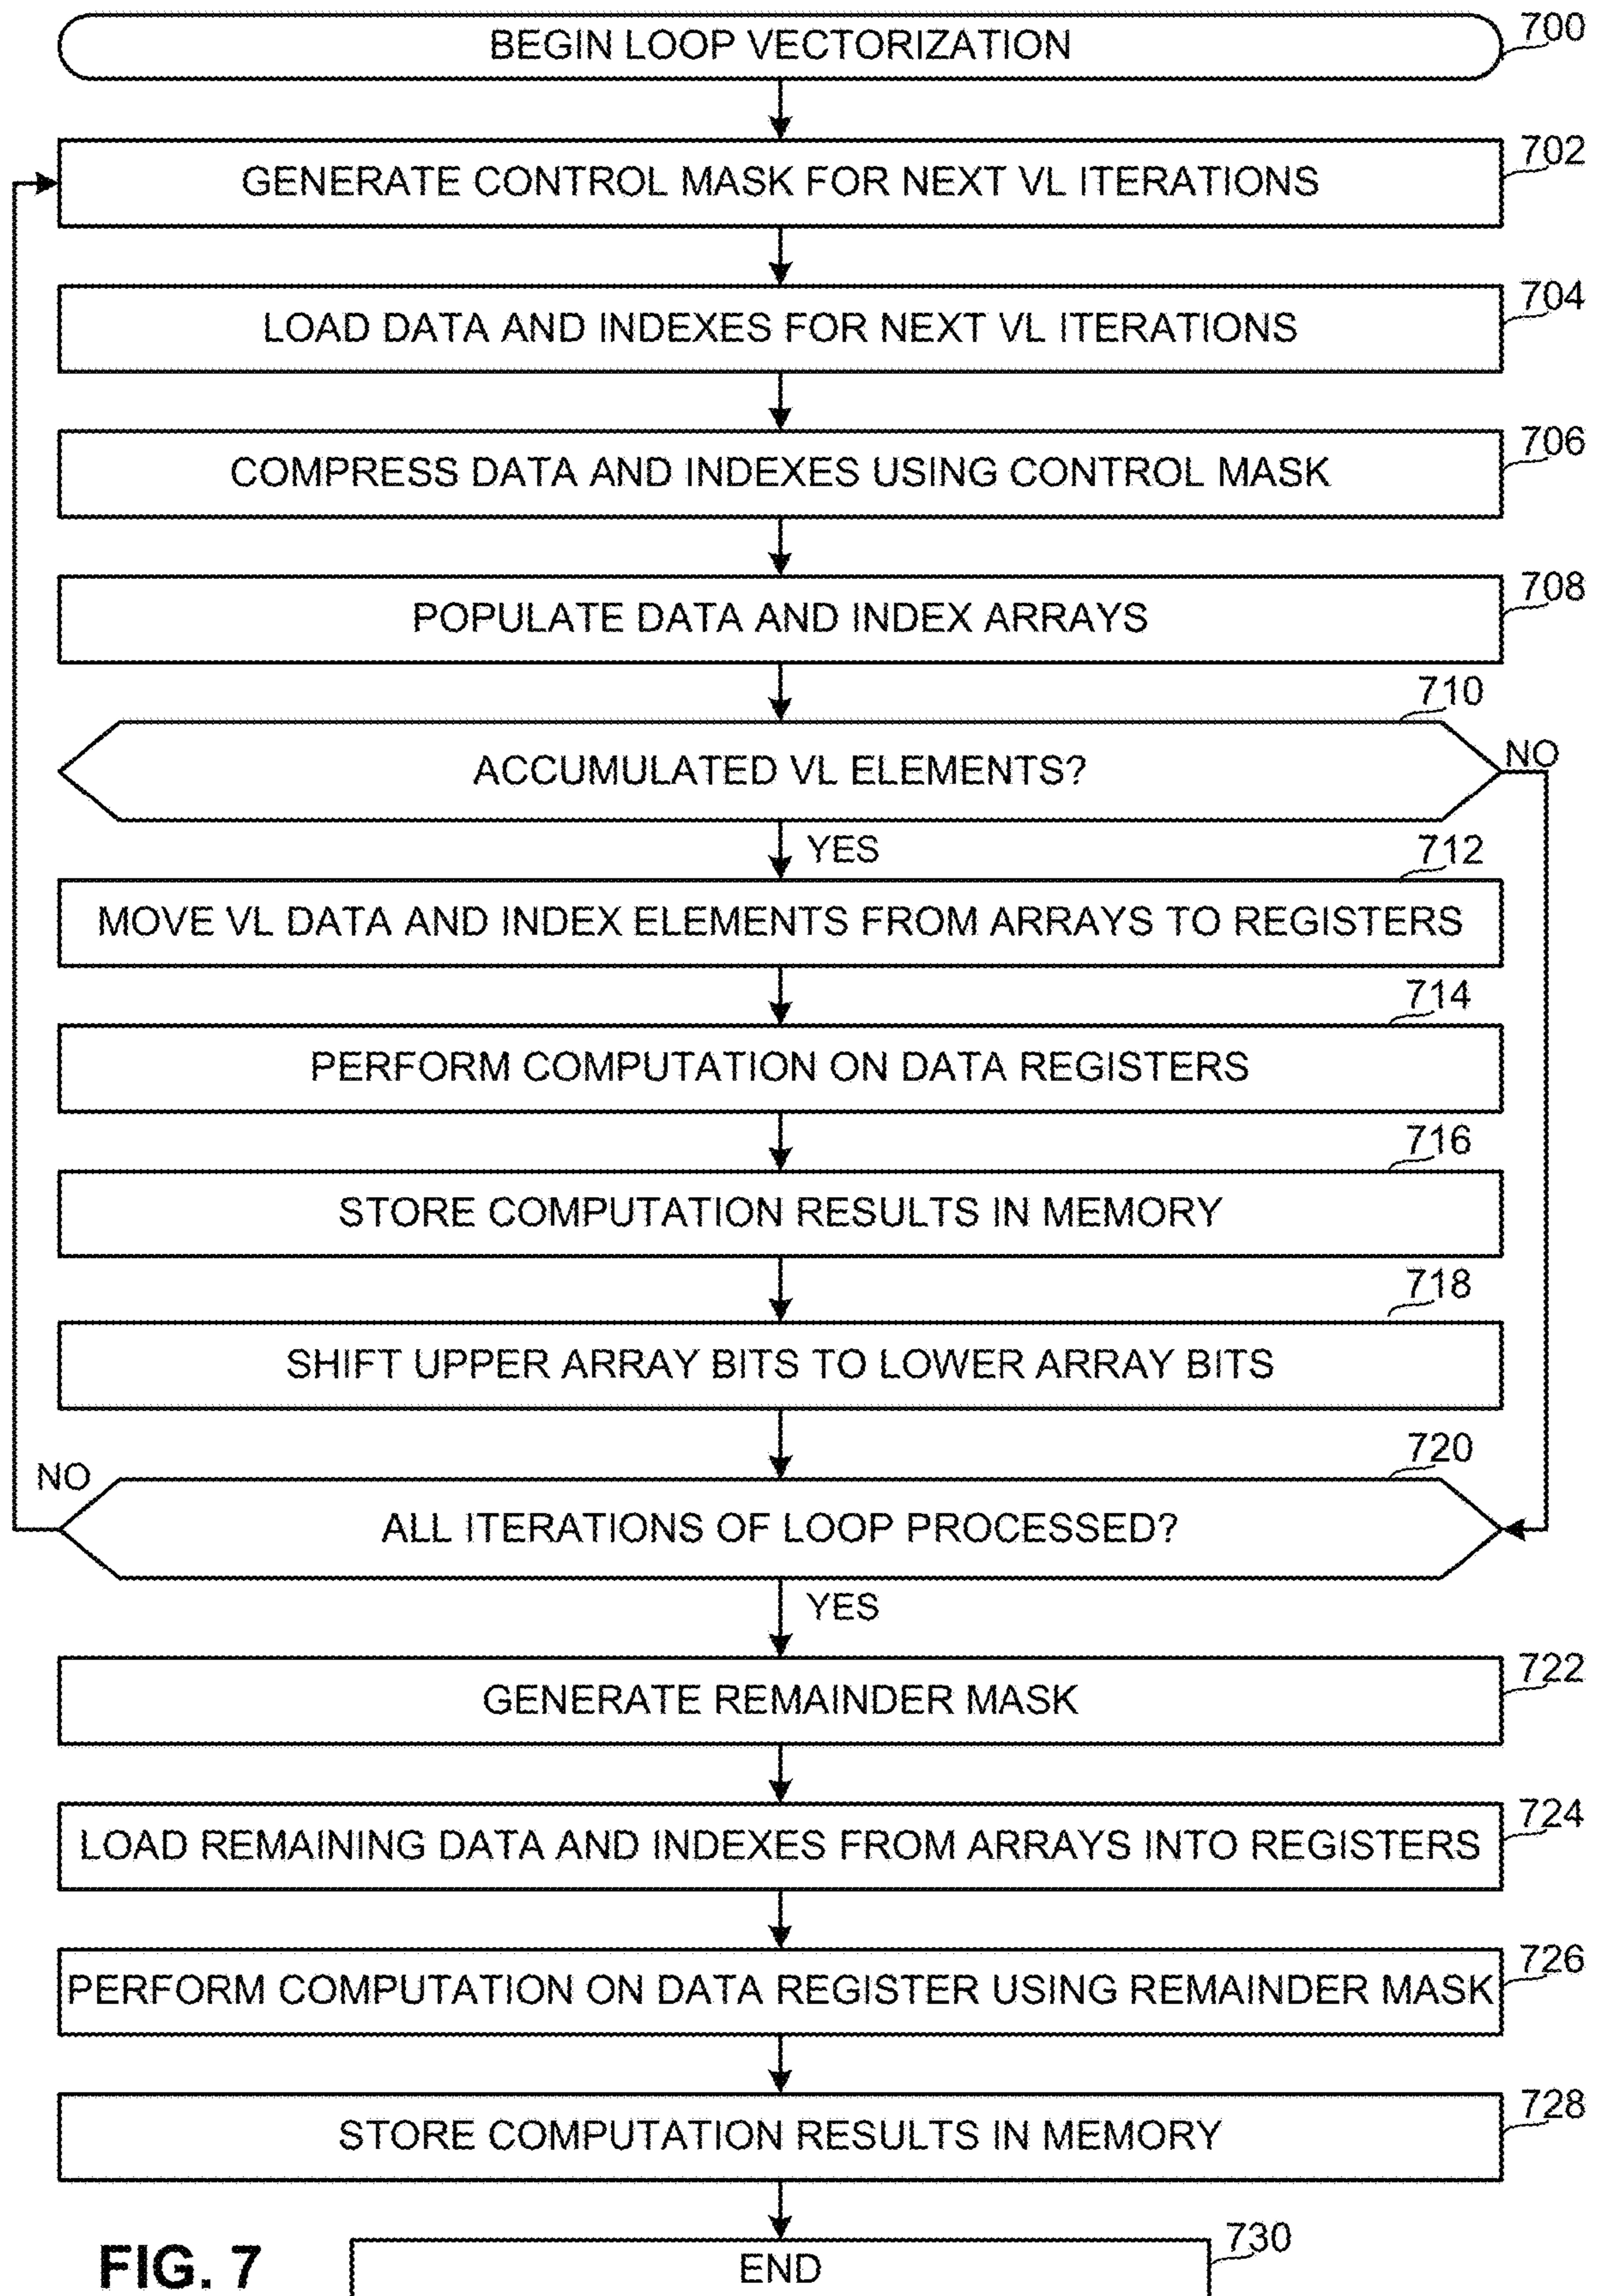 BEGIN LOOP VECTORIZATION
700
GENERATE CONTROL MASK FOR NEXT VL ITERATIONS
702
LOAD DATA AND INDEXES FOR NEXT VL ITERATIONS
704
COMPRESS DATA AND INDEXES USING CONTROL MASK
706
POPULATE DATA AND INDEX ARRAYS
708
710
ACCUMULATED VL ELEMENTS?
NO
YES
712
MOVE VL DATA AND INDEX ELEMENTS FROM ARRAYS TO REGISTERS
714
PERFORM COMPUTATION ON DATA REGISTERS
716
STORE COMPUTATION RESULTS IN MEMORY
718
SHIFT UPPER ARRAY BITS TO LOWER ARRAY BITS
720
NO
ALL ITERATIONS OF LOOP PROCESSED?
YES
722
GENERATE REMAINDER MASK
724
LOAD REMAINING DATA AND INDEXES FROM ARRAYS INTO REGISTERS
726
PERFORM COMPUTATION ON DATA REGISTER USING REMAINDER MASK
728
STORE COMPUTATION RESULTS IN MEMORY
730
END
FIG. 7